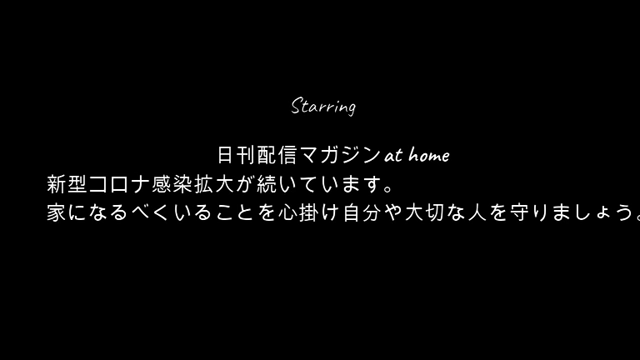 Starring
日刊配信マガジンat home
新型コロナ感染拡大が続いています。
家になるべくいることを心掛け自分や大切な人を守りましょう。